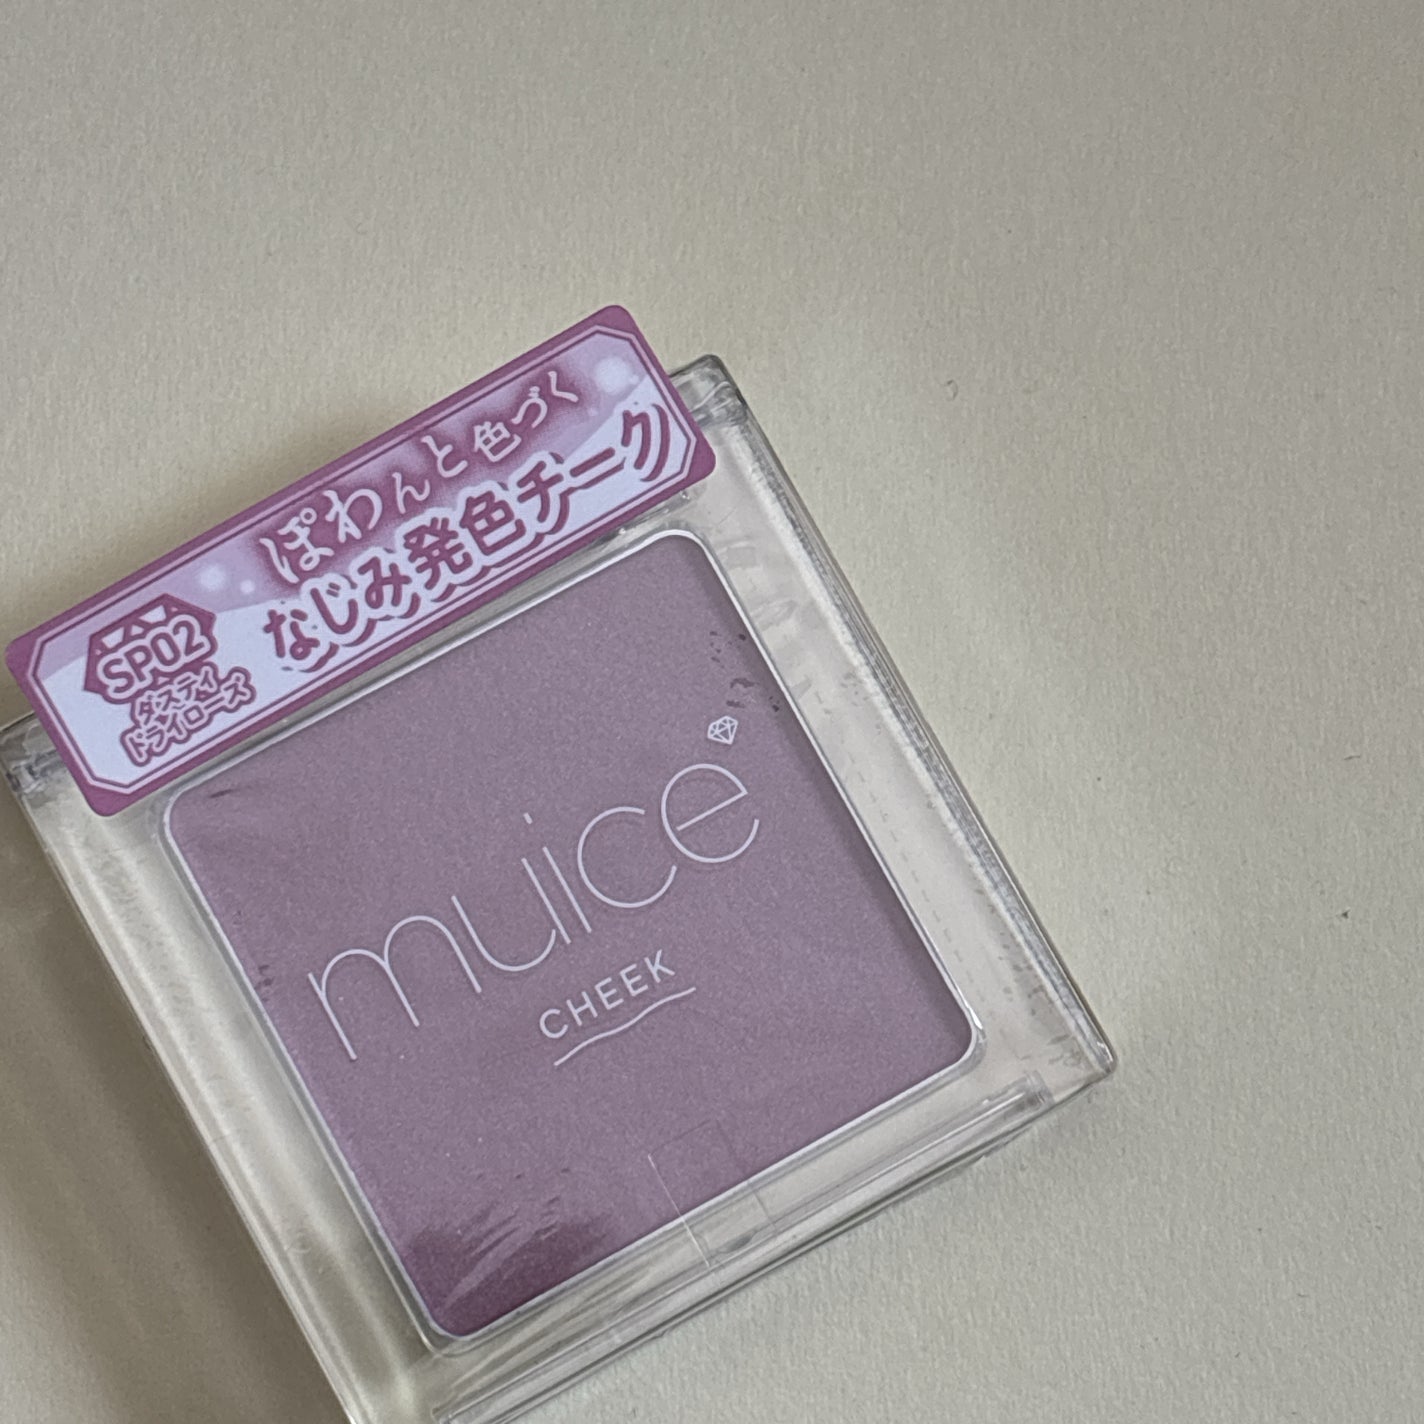 ぽわんと色づく
なじみ発色チーク
SP02
ダスティ
ドライローズ
muice
CHEEK